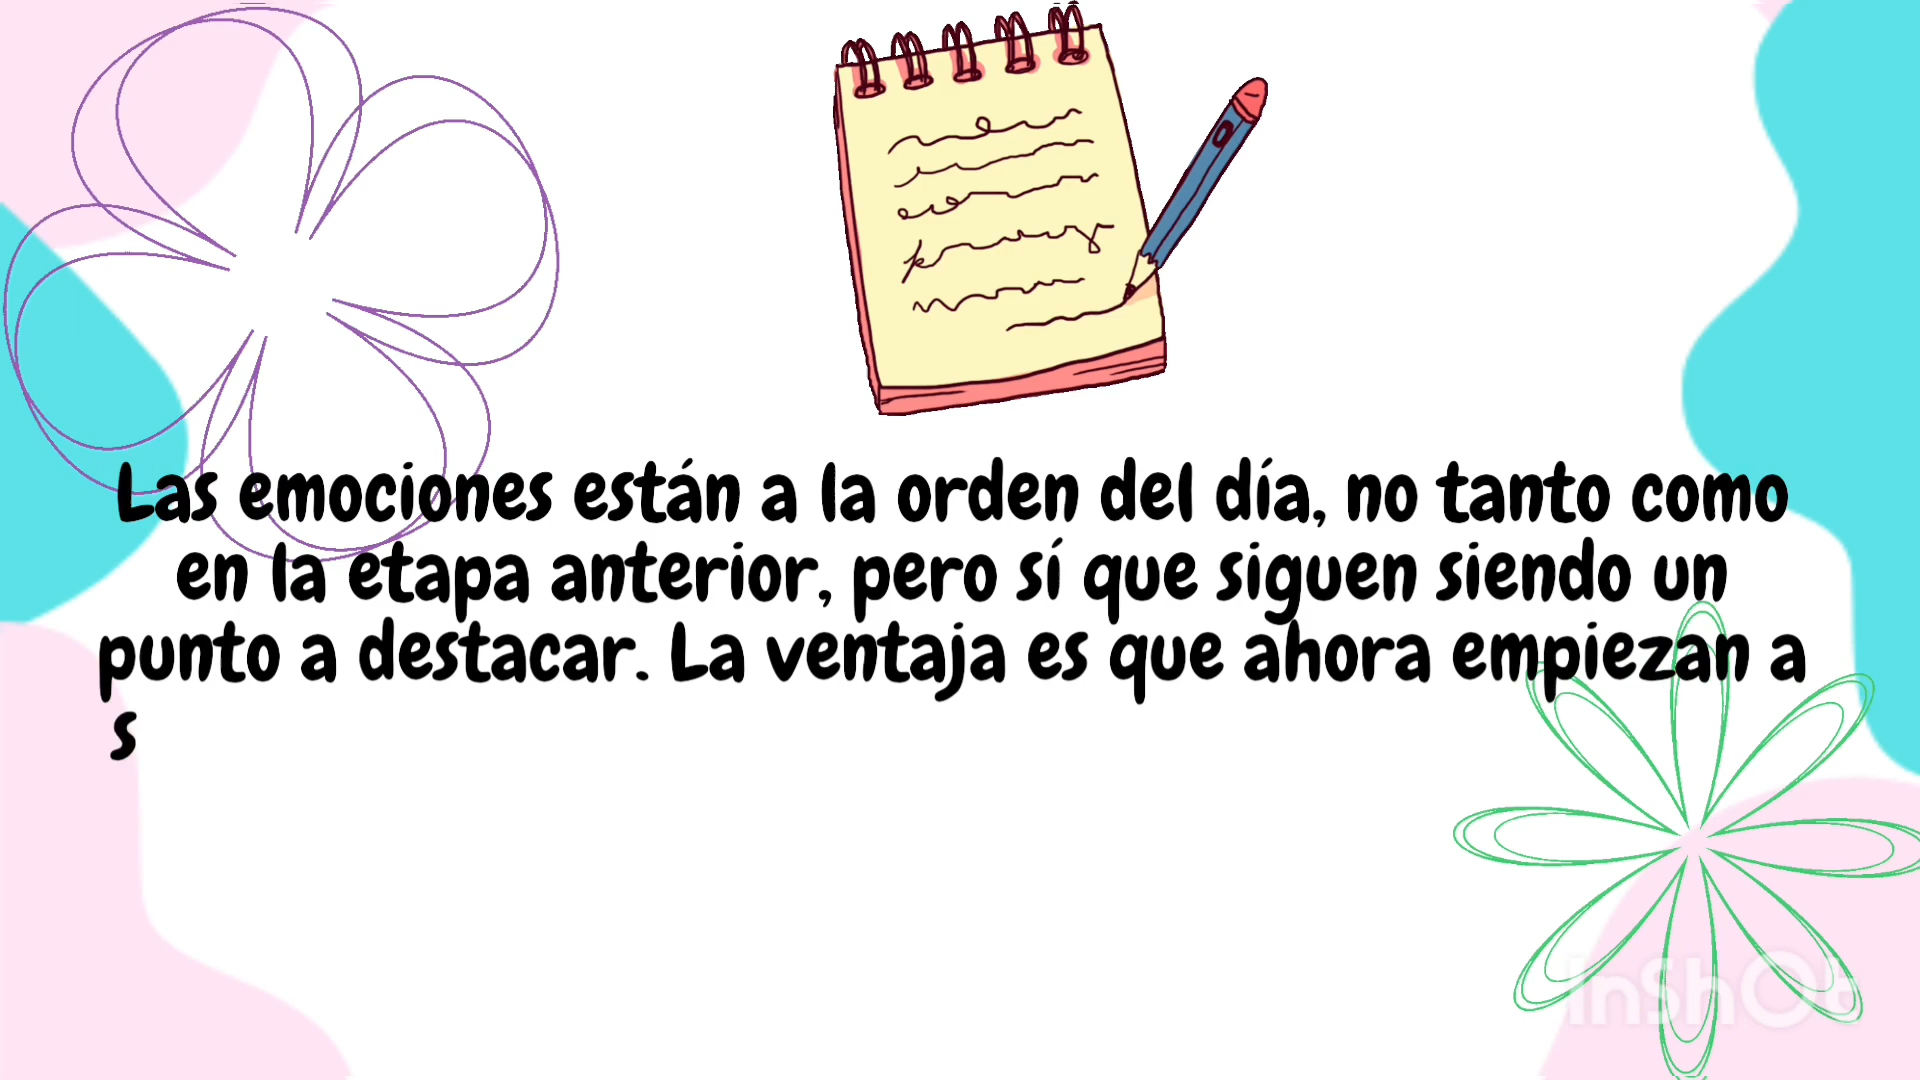 Las emociones están a la orden del día, no tanto como
en la etapa anterior, pero sí que siguen siendo un
punto a destacar. La ventaja es que ahora empiezan a
s
InShOt